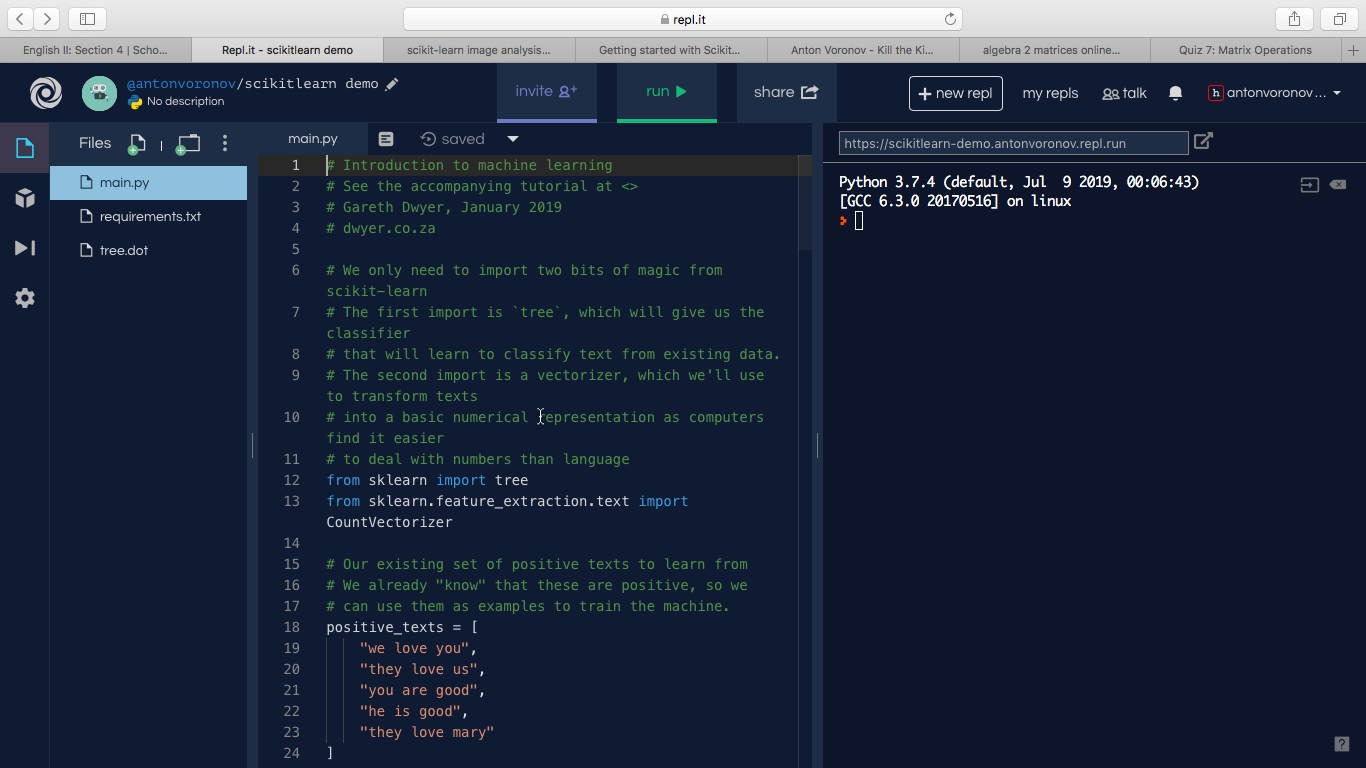 repl.it
English II: Section 4 | Scho...
Repl.it - scikitlearn demo
scikit-learn image analysis...
Getting started with Scikit...
Anton Voronov - Kill the Ki...
algebra 2 matrices online...
Quiz 7: Matrix Operations
@antonvoronov/scikitlearn demo
No description
invite
run
share
+ new repl
my repls
talk
h antonvoronov...
Files
main.py
requirements.txt
tree.dot
main.py
saved
1 # Introduction to machine learning
2 # See the accompanying tutorial at <>
3 # Gareth Dwyer, January 2019
4 # dwyer.co.za
5
6 # We only need to import two bits of magic from
scikit-learn
7 # The first import is `tree`, which will give us the
classifier
8 # that will learn to classify text from existing data.
9 # The second import is a vectorizer, which we'll use
to transform texts
10 # into a basic numerical representation as computers
find it easier
11 # to deal with numbers than language
12 from sklearn import tree
13 from sklearn.feature_extraction.text import
CountVectorizer
14
15 # Our existing set of positive texts to learn from
16 # We already "know" that these are positive, so we
17 # can use them as examples to train the machine.
18 positive_texts = [
19 "we love you",
20 "they love us",
21 "you are good",
22 "he is good",
23 "they love mary"
24 ]
https://scikitlearn-demo.antonvoronov.repl.run
Python 3.7.4 (default, Jul  9 2019, 00:06:43)
[GCC 6.3.0 20170516] on linux
?